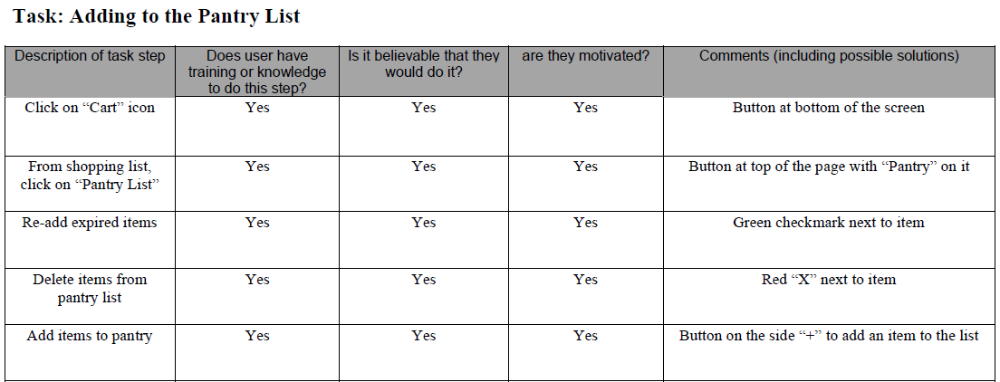 Task: Adding to the Pantry List
Description of task step
Does user have
training or knowledge
to do this step?
Is it believable that they
would do it?
are they motivated?
Comments (including possible solutions)
Click on “Cart” icon
Yes
Yes
Yes
Button at bottom of the screen
From shopping list,
click on “Pantry List”
Yes
Yes
Yes
Button at top of the page with “Pantry” on it
Re-add expired items
Yes
Yes
Yes
Green checkmark next to item
Delete items from
pantry list
Yes
Yes
Yes
Red “X” next to item
Add items to pantry
Yes
Yes
Yes
Button on the side “+” to add an item to the list